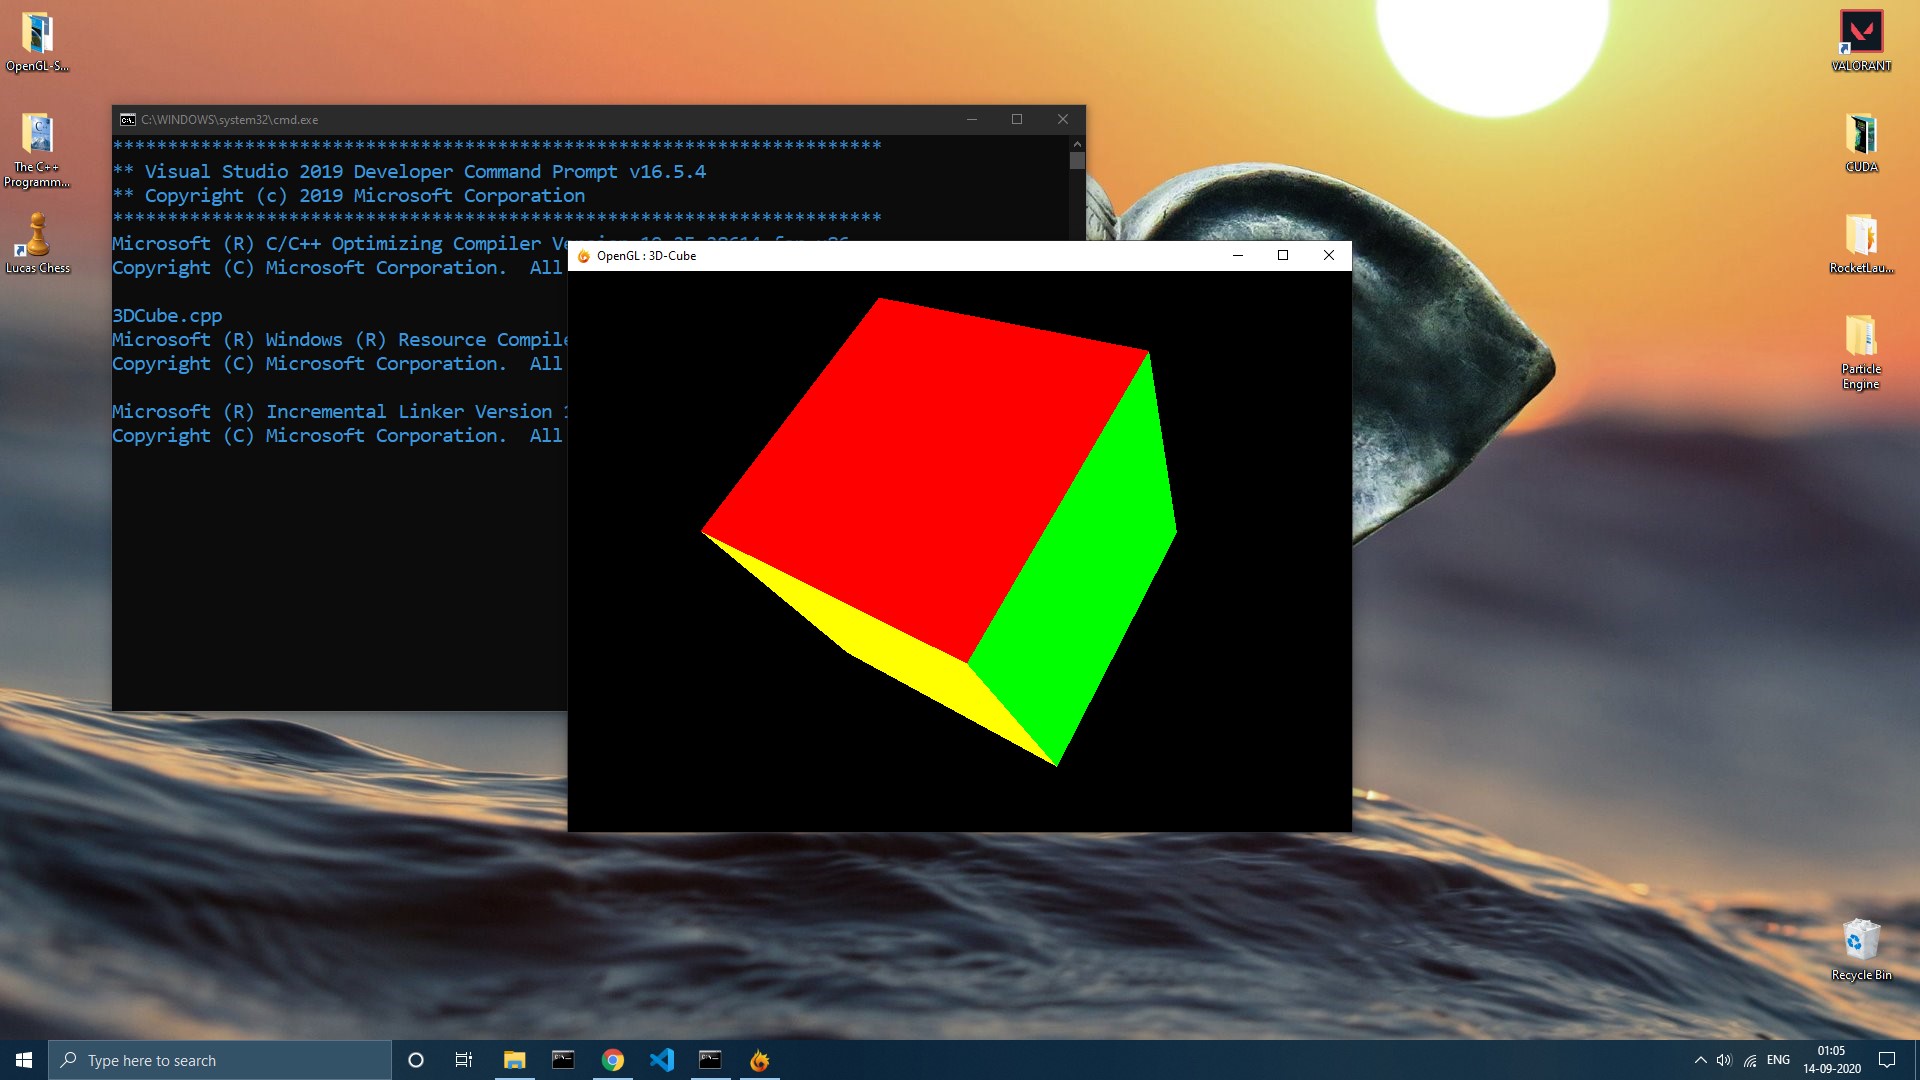 OpenGL-S...
The C++
Programm...
Lucas Chess
C:\WINDOWS\system32\cmd.exe
**********************************************************************
** Visual Studio 2019 Developer Command Prompt v16.5.4
** Copyright (c) 2019 Microsoft Corporation
**********************************************************************
Microsoft (R) C/C++ Optimizing Compiler
Copyright (C) Microsoft Corporation. All
3DCube.cpp
Microsoft (R) Windows (R) Resource Compile
Copyright (C) Microsoft Corporation. All
Microsoft (R) Incremental Linker Version
Copyright (C) Microsoft Corporation. All
OpenGL : 3D-Cube
VALORANT
CUDA
RocketLau...
Particle
Engine
Recycle Bin
Type here to search
ENG
01:05
14-09-2020